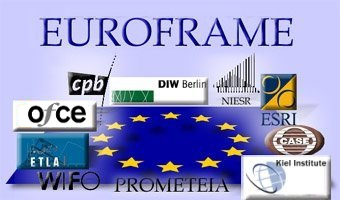 EUROFRAME
cpb
DIW Berlin
NIESR
ofce
ESRI
CASE
ETLA
WIFO
PROMETEIA
Kiel Institute